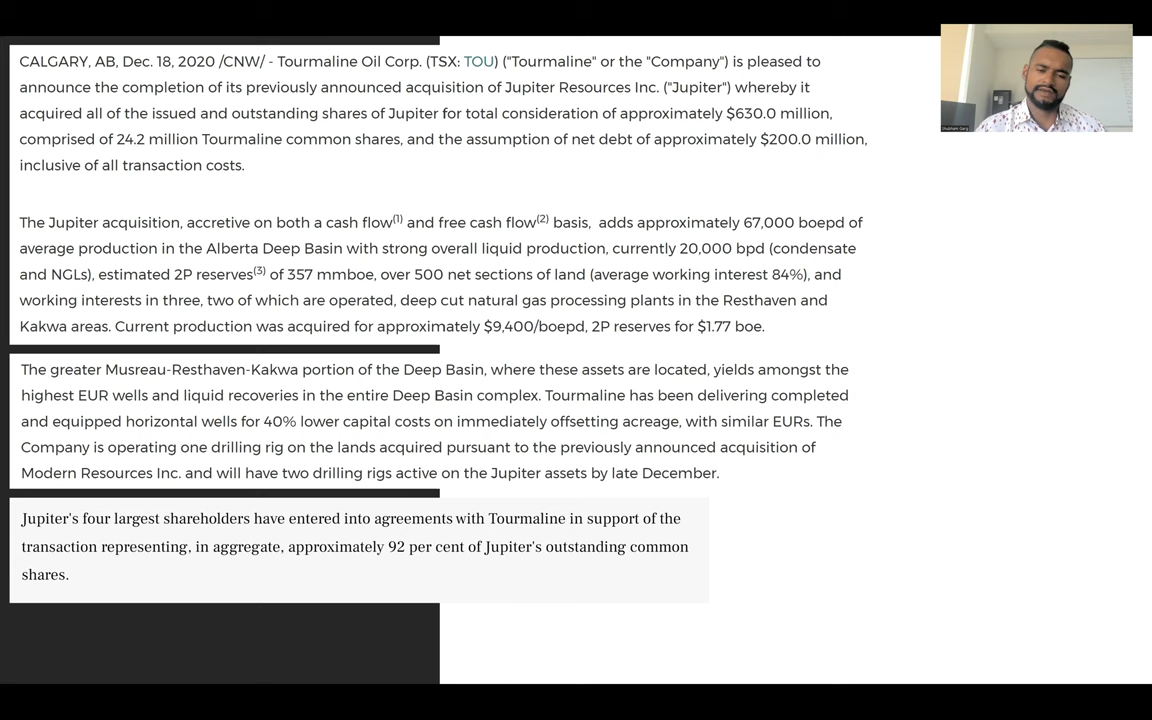 CALGARY, AB, Dec. 18, 2020 /CNW/ - Tourmaline Oil Corp. (TSX: TOU) ("Tourmaline" or the "Company") is pleased to
announce the completion of its previously announced acquisition of Jupiter Resources Inc. ("Jupiter") whereby it
acquired all of the issued and outstanding shares of Jupiter for total consideration of approximately $630.0 million,
comprised of 24.2 million Tourmaline common shares, and the assumption of net debt of approximately $200.0 million,
inclusive of all transaction costs.
The Jupiter acquisition, accretive on both a cash flow(1) and free cash flow(2) basis, adds approximately 67,000 boepd of
average production in the Alberta Deep Basin with strong overall liquid production, currently 20,000 bpd (condensate
and NGLs), estimated 2P reserves(3) of 357 mmboe, over 500 net sections of land (average working interest 84%), and
working interests in three, two of which are operated, deep cut natural gas processing plants in the Resthaven and
Kakwa areas. Current production was acquired for approximately $9,400/boepd, 2P reserves for $1.77 boe.
The greater Musreau-Resthaven-Kakwa portion of the Deep Basin, where these assets are located, yields amongst the
highest EUR wells and liquid recoveries in the entire Deep Basin complex. Tourmaline has been delivering completed
and equipped horizontal wells for 40% lower capital costs on immediately offsetting acreage, with similar EURs. The
Company is operating one drilling rig on the lands acquired pursuant to the previously announced acquisition of
Modern Resources Inc. and will have two drilling rigs active on the Jupiter assets by late December.
Jupiter's four largest shareholders have entered into agreements with Tourmaline in support of the
transaction representing, in aggregate, approximately 92 per cent of Jupiter's outstanding common
shares.
Shubham Garg